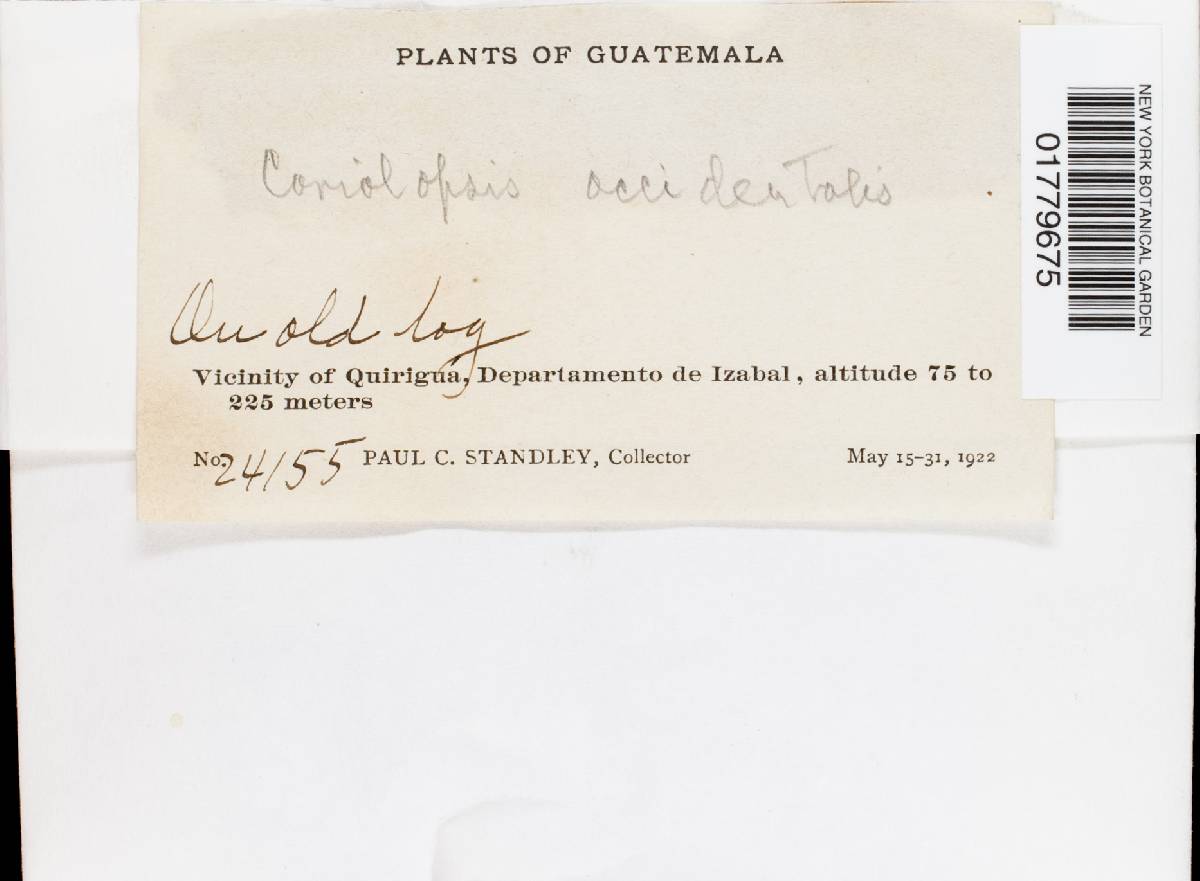 PLANTS OF GUATEMALA
Coriolopsis occidentalis
On old log
Vicinity of Quiriguá, Departamento de Izabal, altitude 75 to
225 meters
No. 24155 PAUL C. STANDLEY, Collector May 15-31, 1922
NEW YORK BOTANICAL GARDEN
01779675